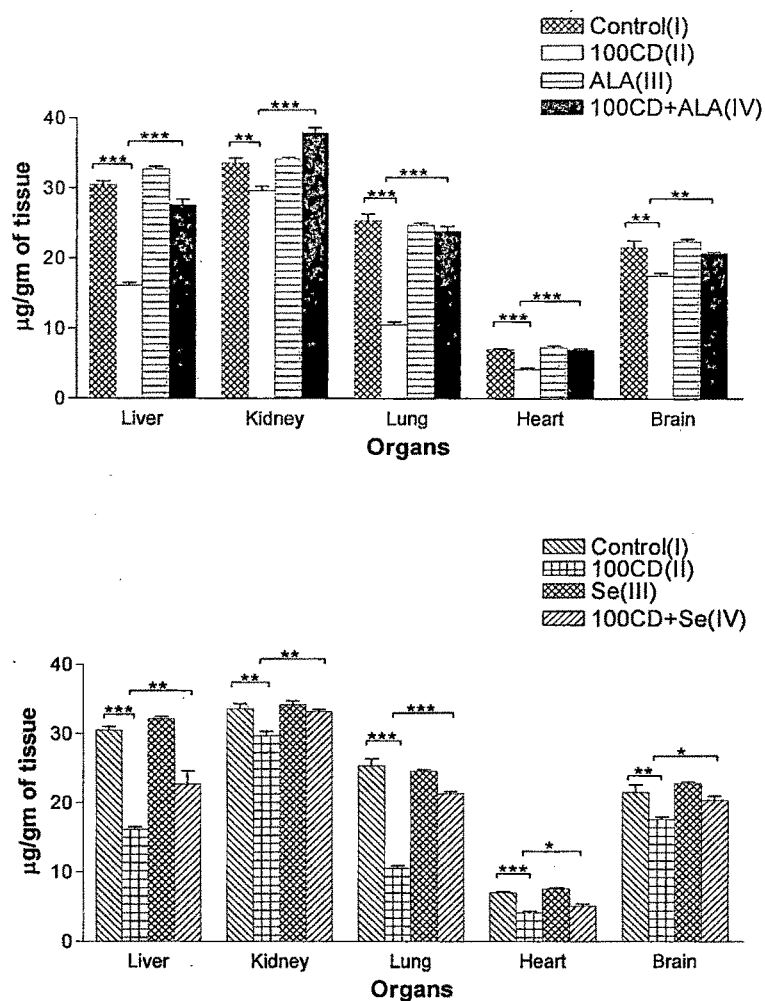 Control(I)
100CD(II)
ALA(III)
100CD+ALA(IV)
µg/gm of tissue
40
30
20
10
0
***
***
**
***
***
***
***
***
**
**
Liver Kidney Lung Heart Brain
Organs
Control(I)
100CD(II)
Se(III)
100CD+Se(IV)
µg/gm of tissue
40
30
20
10
0
***
**
**
**
***
***
***
*
**
*
Liver Kidney Lung Heart Brain
Organs